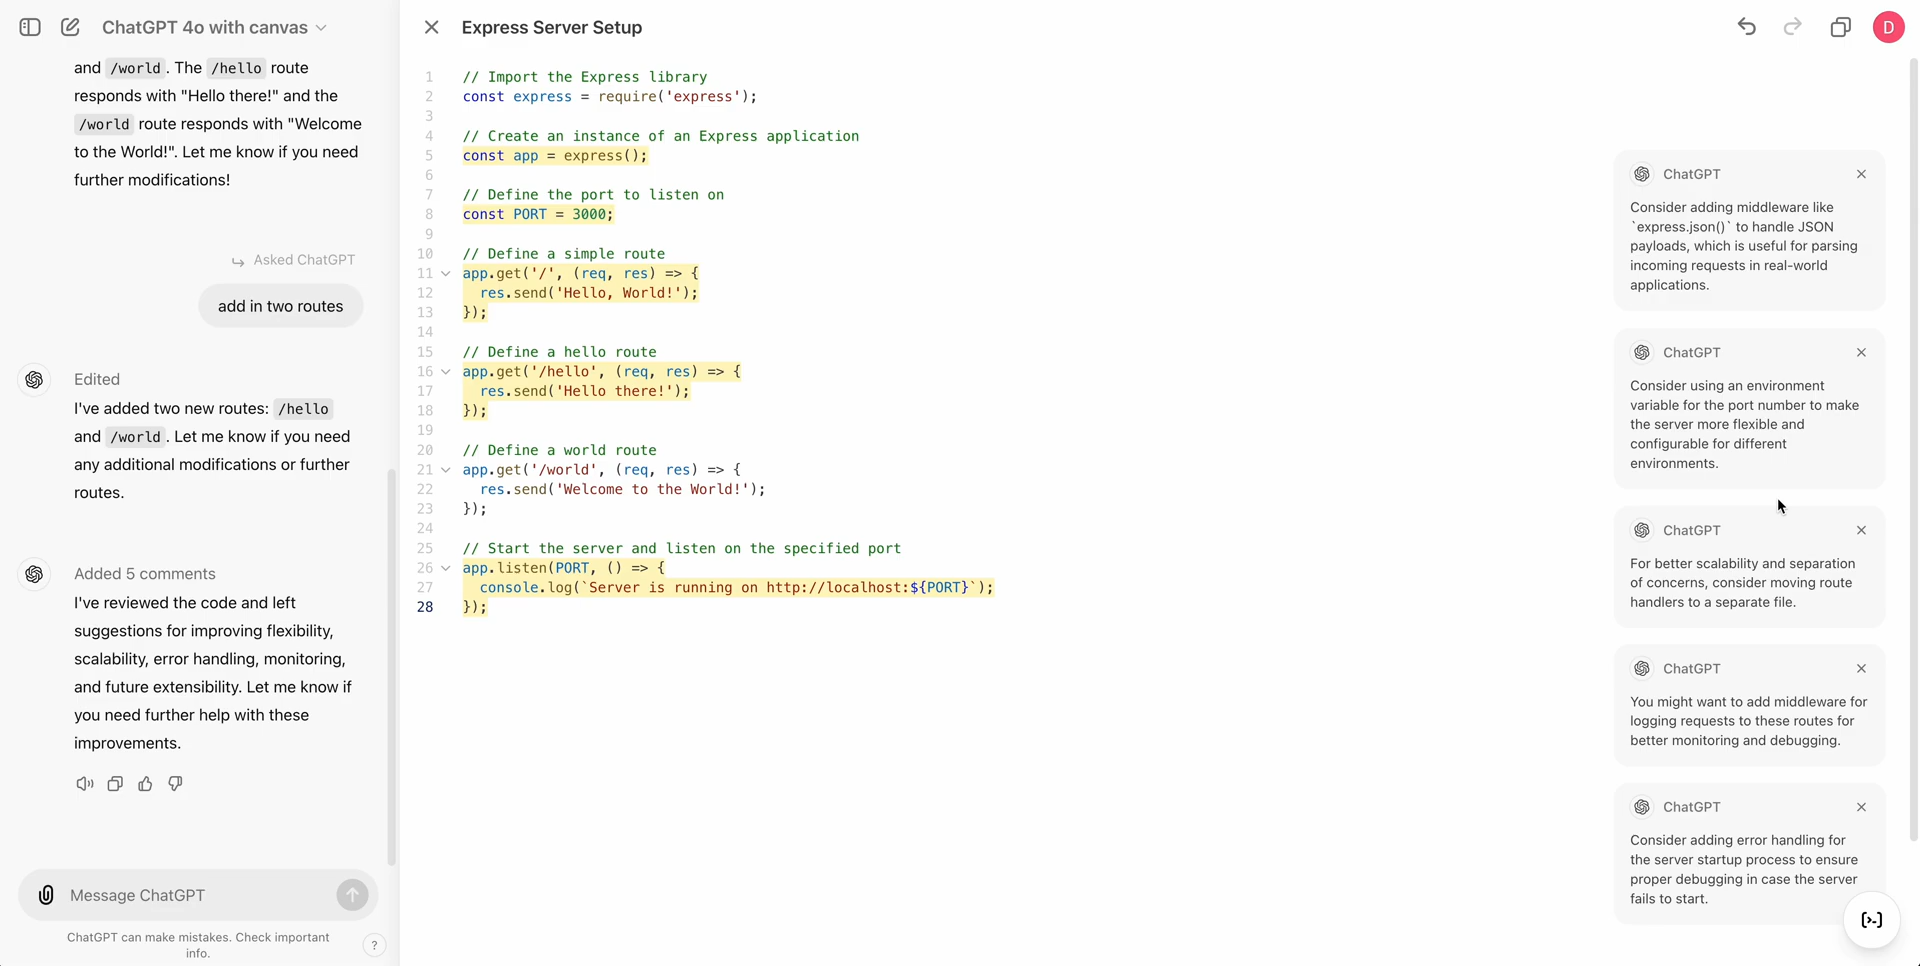 ChatGPT 4o with canvas
and /world . The /hello route
responds with "Hello there!" and the
/world route responds with "Welcome
to the World!". Let me know if you need
further modifications!
Asked ChatGPT
add in two routes
Edited
I've added two new routes: /hello
and /world . Let me know if you need
any additional modifications or further
routes.
Added 5 comments
I've reviewed the code and left
suggestions for improving flexibility,
scalability, error handling, monitoring,
and future extensibility. Let me know if
you need further help with these
improvements.
Message ChatGPT
ChatGPT can make mistakes. Check important
info.
?
Express Server Setup
D
1 // Import the Express library
2 const express = require('express');
3
4 // Create an instance of an Express application
5 const app = express();
6
7 // Define the port to listen on
8 const PORT = 3000;
9
10 // Define a simple route
11 app.get('/', (req, res) => {
12   res.send('Hello, World!');
13 });
14
15 // Define a hello route
16 app.get('/hello', (req, res) => {
17   res.send('Hello there!');
18 });
19
20 // Define a world route
21 app.get('/world', (req, res) => {
22   res.send('Welcome to the World!');
23 });
24
25 // Start the server and listen on the specified port
26 app.listen(PORT, () => {
27   console.log(`Server is running on http://localhost:${PORT}`);
28 });
ChatGPT
Consider adding middleware like
`express.json()` to handle JSON
payloads, which is useful for parsing
incoming requests in real-world
applications.
ChatGPT
Consider using an environment
variable for the port number to make
the server more flexible and
configurable for different
environments.
ChatGPT
For better scalability and separation
of concerns, consider moving route
handlers to a separate file.
ChatGPT
You might want to add middleware for
logging requests to these routes for
better monitoring and debugging.
ChatGPT
Consider adding error handling for
the server startup process to ensure
proper debugging in case the server
fails to start.